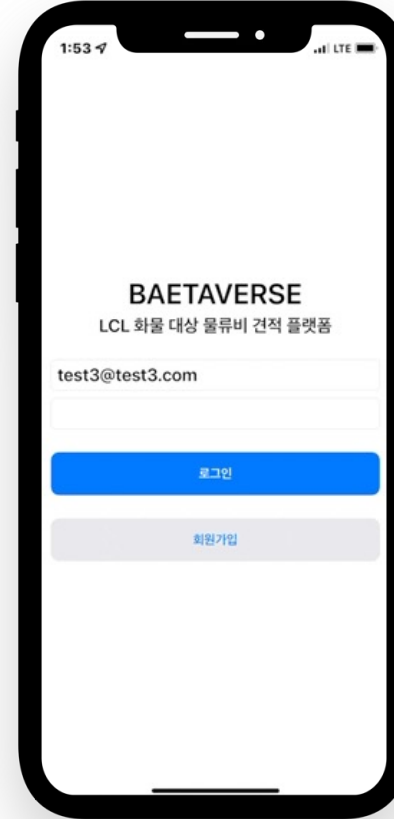 1:53
LTE
BAETAVERSE
LCL 화물 대상 물류비 견적 플랫폼
test3@test3.com
로그인
회원가입